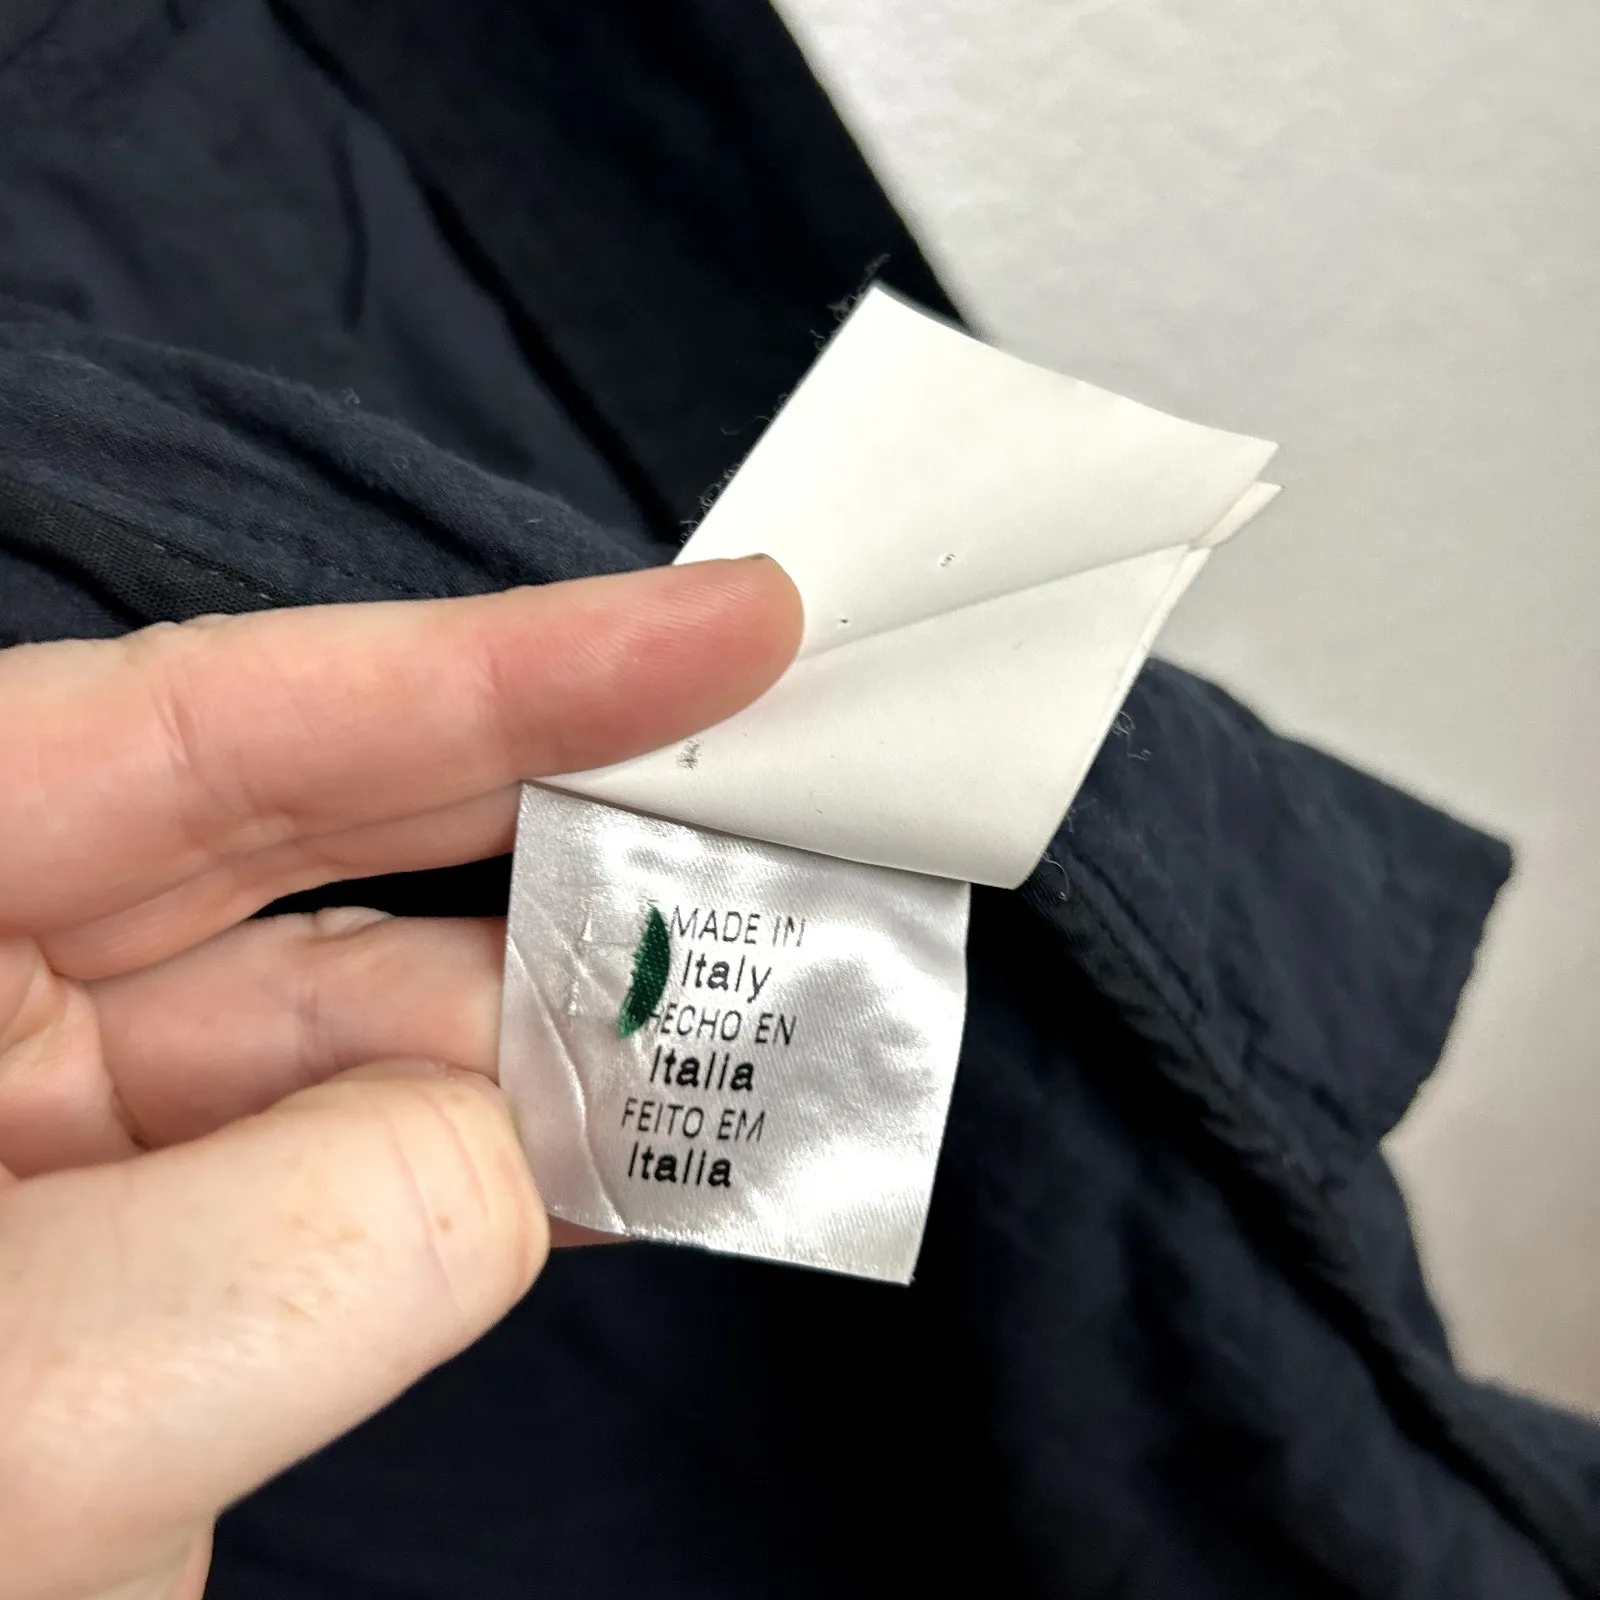 MADE IN
Italy
HECHO EN
Italia
FEITO EM
Italia